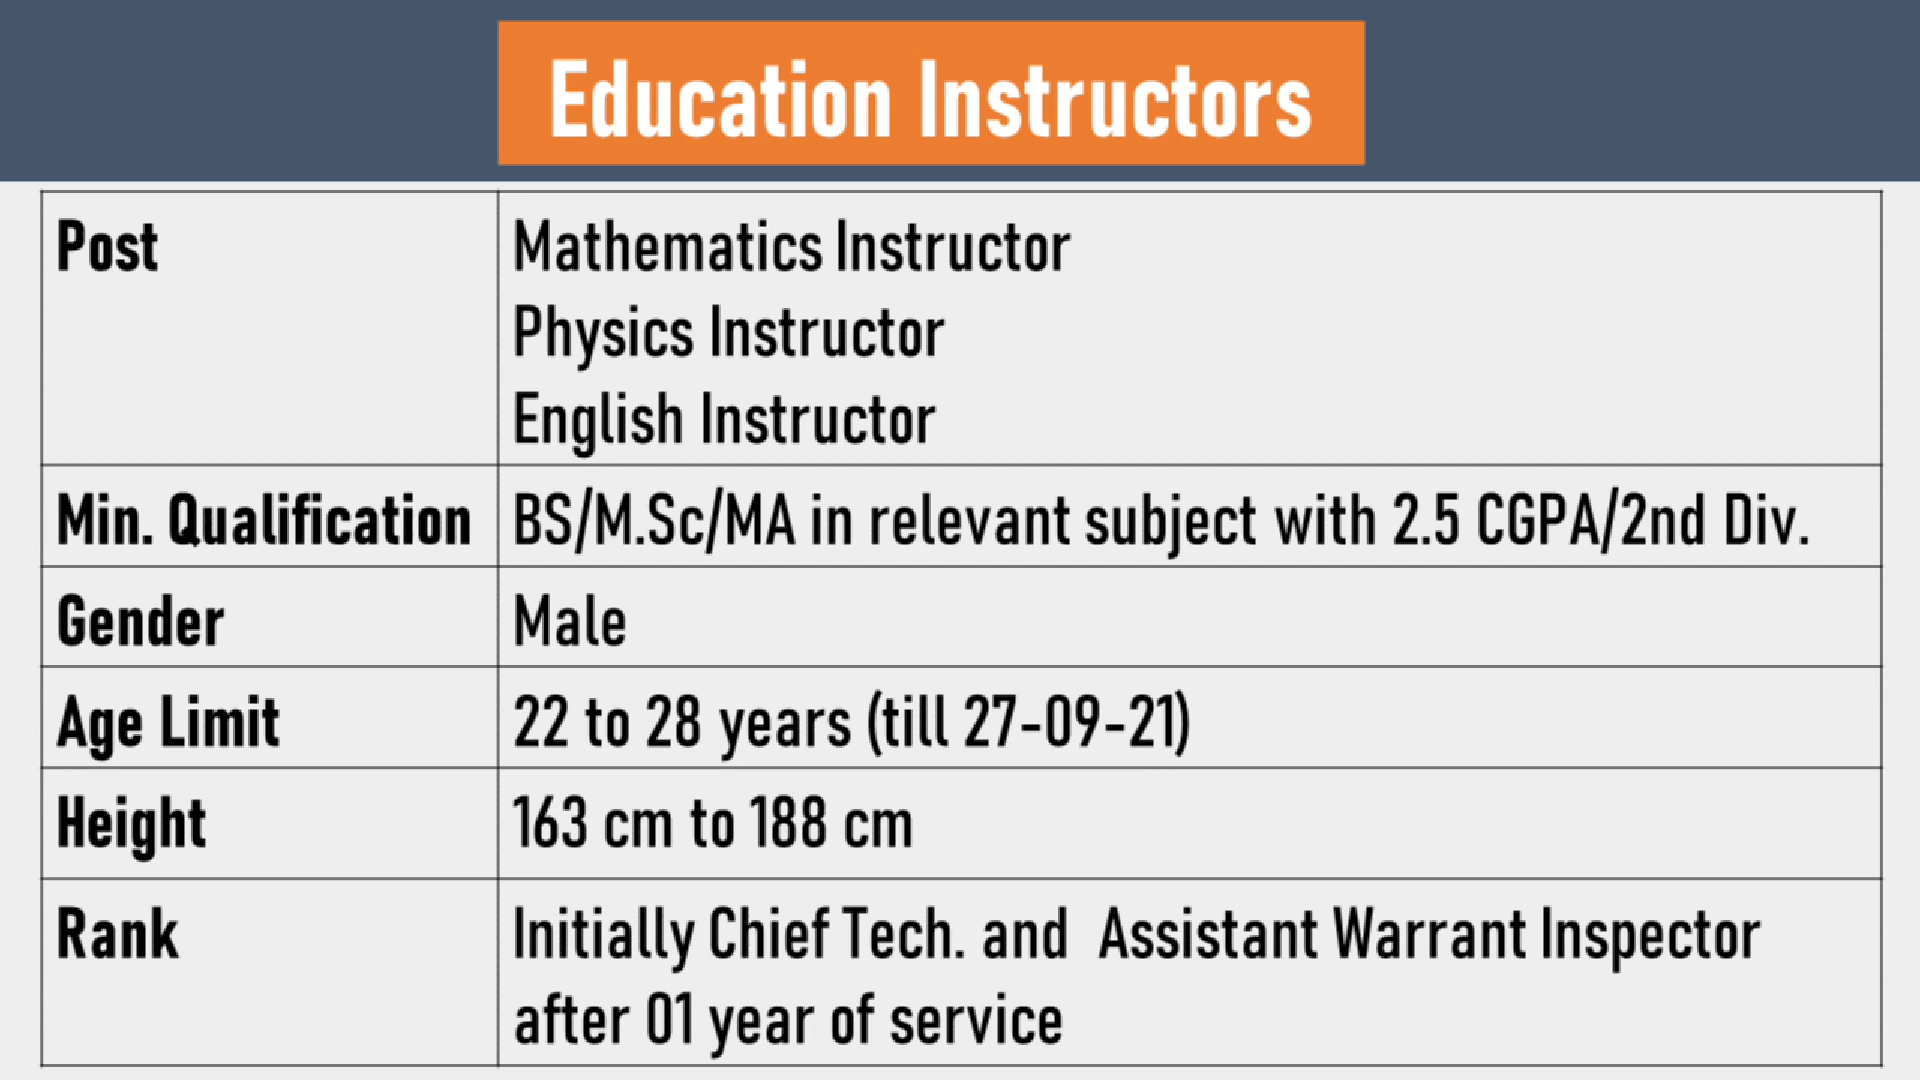 Education Instructors
Post
Mathematics Instructor
Physics Instructor
English Instructor
Min. Qualification
BS/M.Sc/MA in relevant subject with 2.5 CGPA/2nd Div.
Gender
Male
Age Limit
22 to 28 years (till 27-09-21)
Height
163 cm to 188 cm
Rank
Initially Chief Tech. and Assistant Warrant Inspector
after 01 year of service